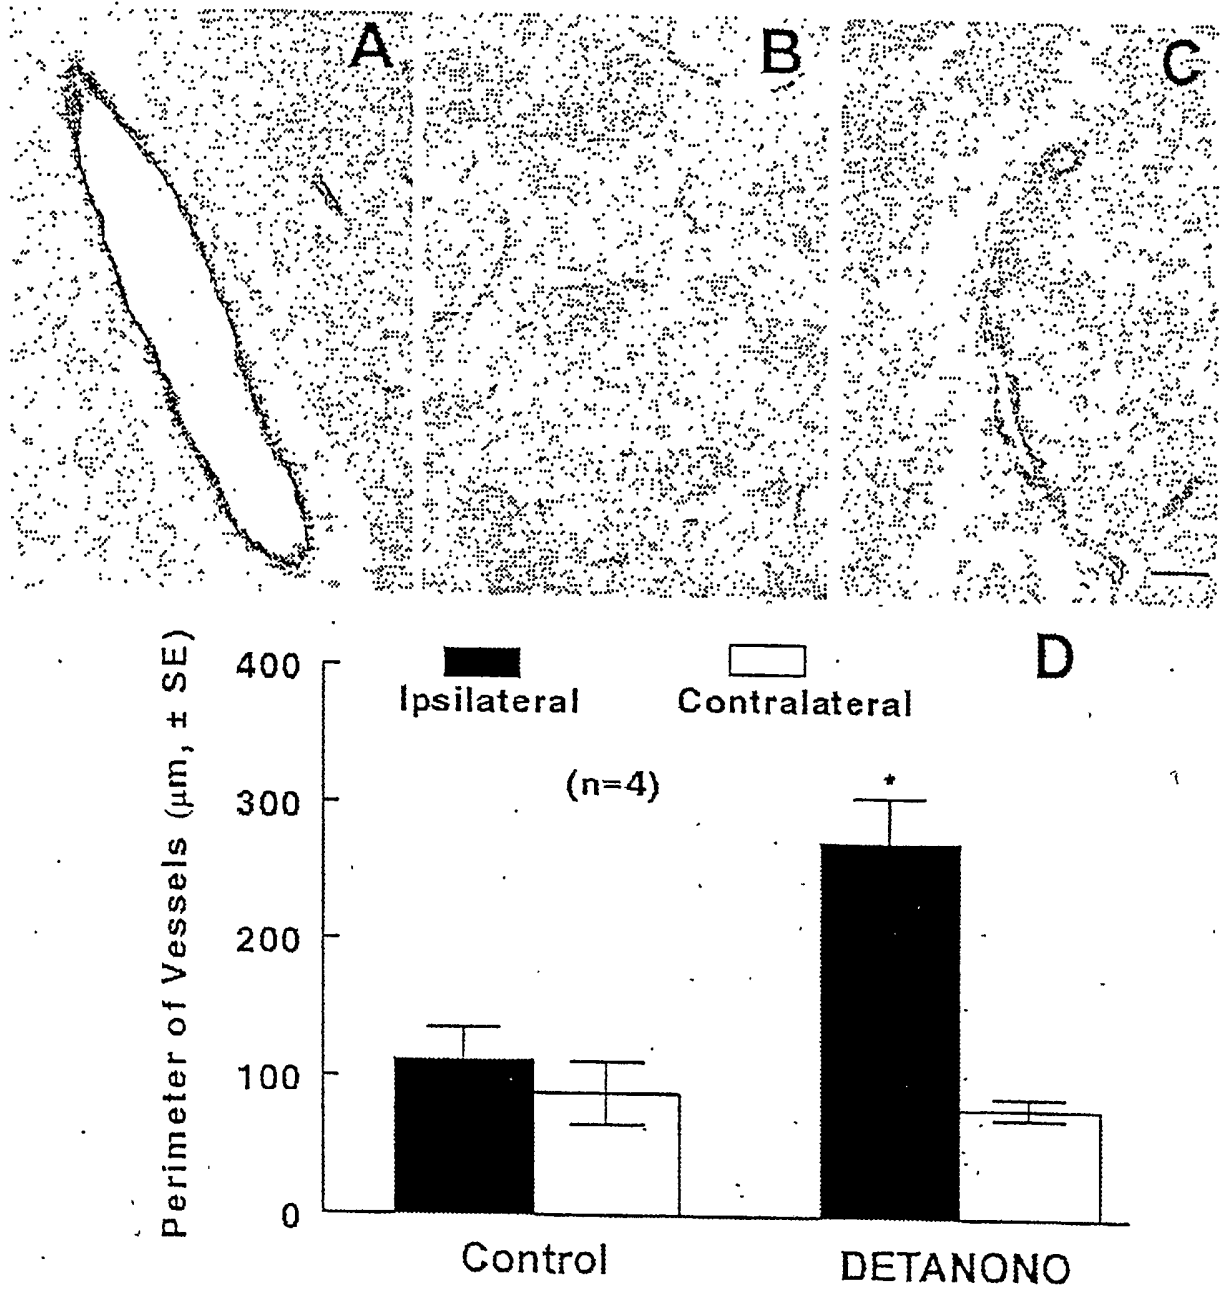 A B C
D
Ipsilateral Contralateral
(n=4)
*
Perimeter of Vessels (μm, ± SE)
400
300
200
100
0
Control DETANONO